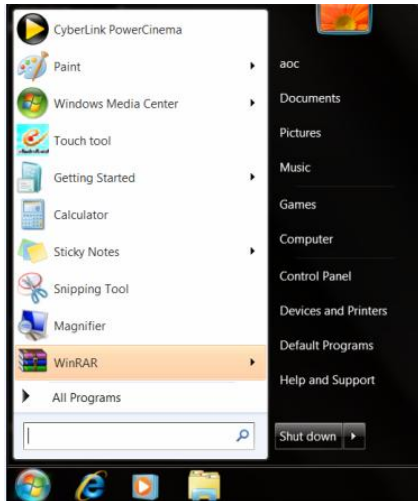 CyberLink PowerCinema
Paint
Windows Media Center
Touch tool
Getting Started
Calculator
Sticky Notes
Snipping Tool
Magnifier
WinRAR
All Programs
aoc
Documents
Pictures
Music
Games
Computer
Control Panel
Devices and Printers
Default Programs
Help and Support
Shut down